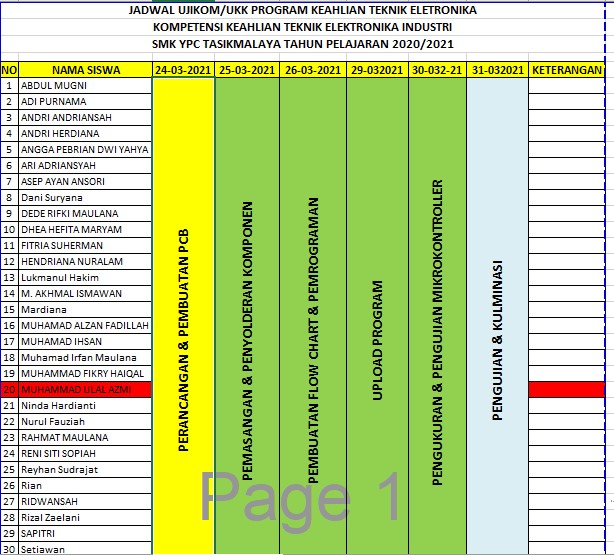 JADWAL UJIKOM/UKK PROGRAM KEAHLIAN TEKNIK ELETRONIKA
KOMPETENSI KEAHLIAN TEKNIK ELEKTRONIKA INDUSTRI
SMK YPC TASIKMALAYA TAHUN PELAJARAN 2020/2021
NO NAMA SISWA 24-03-2021 25-03-2021 26-03-2021 29-032021 30-032-21 31-032021 KETERANGAN
1 ABDUL MUGNI
2 ADI PURNAMA
3 ANDRI ANDRIANSAH
4 ANDRI HERDIANA
5 ANGGA PEBRIAN DWI YAHYA
6 ARI ADRIANSYAH
7 ASEP AYAN ANSORI
8 Dani Suryana
9 DEDE RIFKI MAULANA
10 DHEA HEFITA MARYAM
11 FITRIA SUHERMAN
12 HENDRIANA NURALAM
13 Lukmanul Hakim
14 M. AKHMAL ISMAWAN
15 Mardiana
16 MUHAMAD ALZAN FADILLAH
17 MUHAMAD IHSAN
18 Muhamad Irfan Maulana
19 MUHAMMAD FIKRY HAIQAL
20 MUHAMMAD ULAL AZMI
21 Ninda Hardianti
22 Nurul Fauziah
23 RAHMAT MAULANA
24 RENI SITI SOPIAH
25 Reyhan Sudrajat
26 Rian
27 RIDWANSAH
28 Rizal Zaelani
29 SAPITRI
30 Setiawan
PERANCANGAN & PEMBUATAN PCB
PEMASANGAN & PENYOLDERAN KOMPONEN
PEMBUATAN FLOW CHART & PEMROGRAMAN
UPLOAD PROGRAM
PENGUKURAN & PENGUJIAN MIKROKONTROLLER
PENGUJIAN & KULMINASI
Page 1